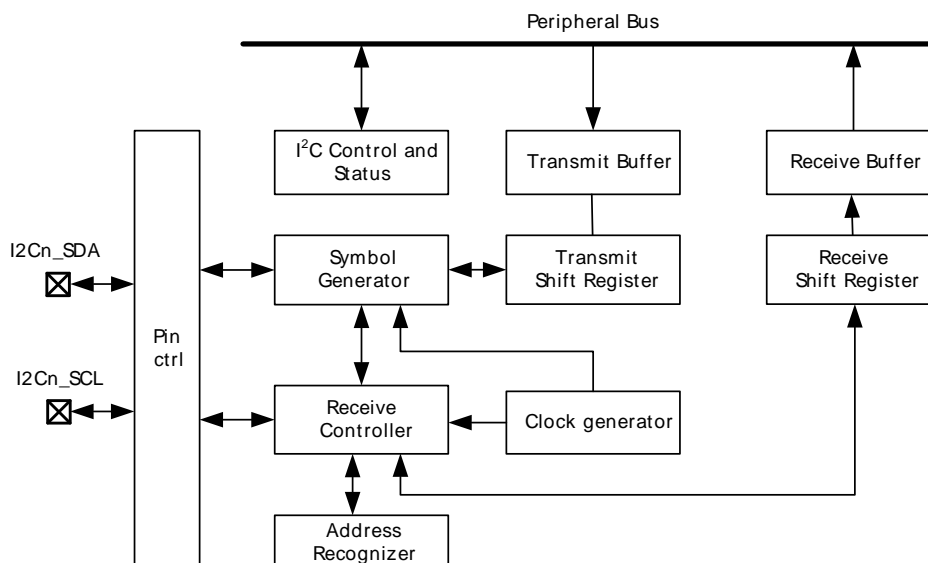 Peripheral Bus
I²C Control and
Status
Transmit Buffer
Receive Buffer
I2Cn_SDA
Symbol
Generator
Transmit
Shift Register
Receive
Shift Register
Pin
ctrl
I2Cn_SCL
Receive
Controller
Clock generator
Address
Recognizer